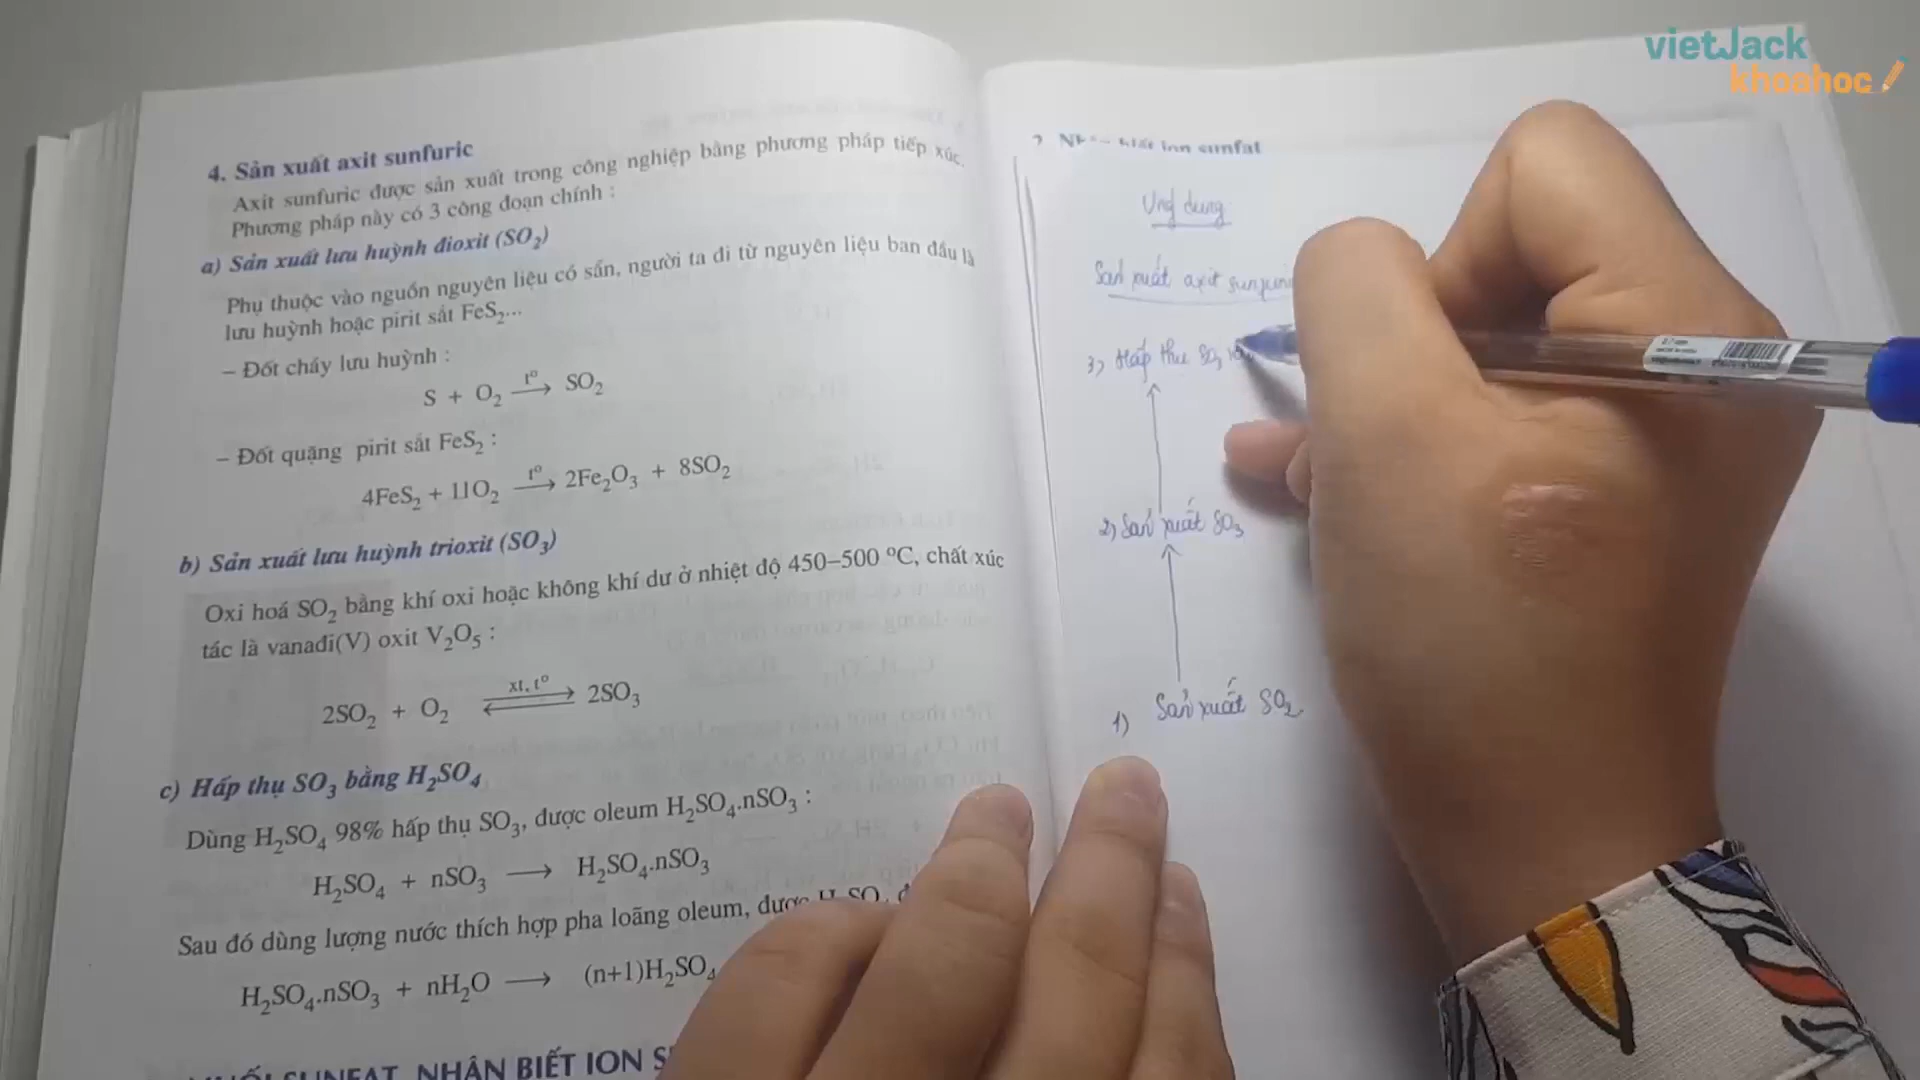 vietJack
khoahoc
4. Sản xuất axit sunfuric
Axit sunfuric được sản xuất trong công nghiệp bằng phương pháp tiếp xúc.
Phương pháp này có 3 công đoạn chính :
a) Sản xuất lưu huỳnh đioxit (SO₂)
Phụ thuộc vào nguồn nguyên liệu có sẵn, người ta đi từ nguyên liệu ban đầu là
lưu huỳnh hoặc pirit sắt FeS₂...
– Đốt cháy lưu huỳnh :
S + O₂ —t°→ SO₂
– Đốt quặng pirit sắt FeS₂ :
4FeS₂ + 11O₂ —t°→ 2Fe₂O₃ + 8SO₂
b) Sản xuất lưu huỳnh trioxit (SO₃)
Oxi hoá SO₂ bằng khí oxi hoặc không khí dư ở nhiệt độ 450–500 °C, chất xúc
tác là vanađi(V) oxit V₂O₅ :
2SO₂ + O₂ ⇌ xt, t° 2SO₃
c) Hấp thụ SO₃ bằng H₂SO₄
Dùng H₂SO₄ 98% hấp thụ SO₃, được oleum H₂SO₄.nSO₃ :
H₂SO₄ + nSO₃ → H₂SO₄.nSO₃
Sau đó dùng lượng nước thích hợp pha loãng oleum, được
H₂SO₄.nSO₃ + nH₂O → (n+1)H₂SO₄
SUNFAT. NHẬN BIẾT ION
ion sunfat
Ứng dụng
Sản xuất axit
3) Hấp thu SO₃
2) Sản xuất SO₃
1) Sản xuất SO₂